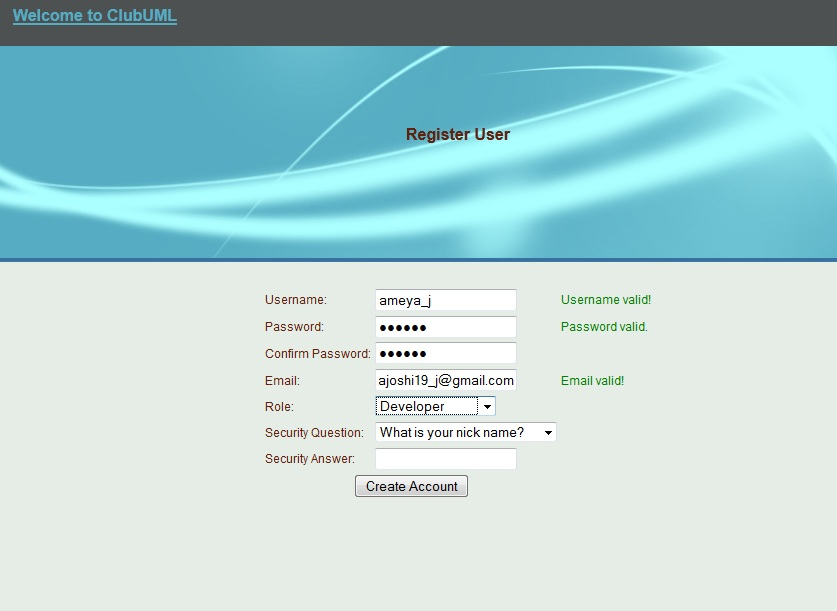 Welcome to ClubUML
Register User
Username: ameya_j Username valid!
Password: ●●●●●● Password valid.
Confirm Password: ●●●●●●
Email: ajoshi19_j@gmail.com Email valid!
Role: Developer
Security Question: What is your nick name?
Security Answer:
Create Account